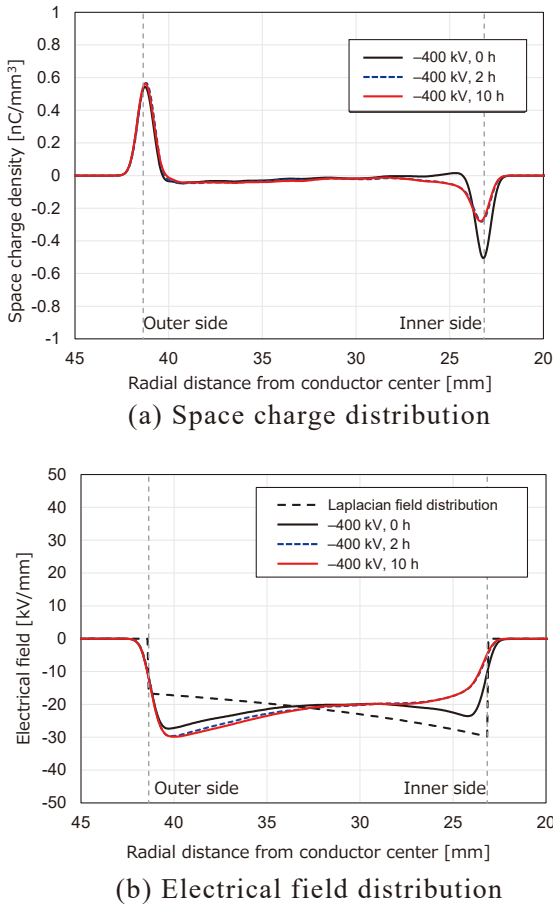 1
0.8
0.6
0.4
0.2
0
-0.2
-0.4
-0.6
-0.8
-1
Space charge density [nC/mm³]
–400 kV, 0 h
–400 kV, 2 h
–400 kV, 10 h
Outer side
Inner side
45 40 35 30 25 20
Radial distance from conductor center [mm]
(a) Space charge distribution
50
40
30
20
10
0
-10
-20
-30
-40
-50
Electrical field [kV/mm]
Laplacian field distribution
–400 kV, 0 h
–400 kV, 2 h
–400 kV, 10 h
Outer side
Inner side
45 40 35 30 25 20
Radial distance from conductor center [mm]
(b) Electrical field distribution